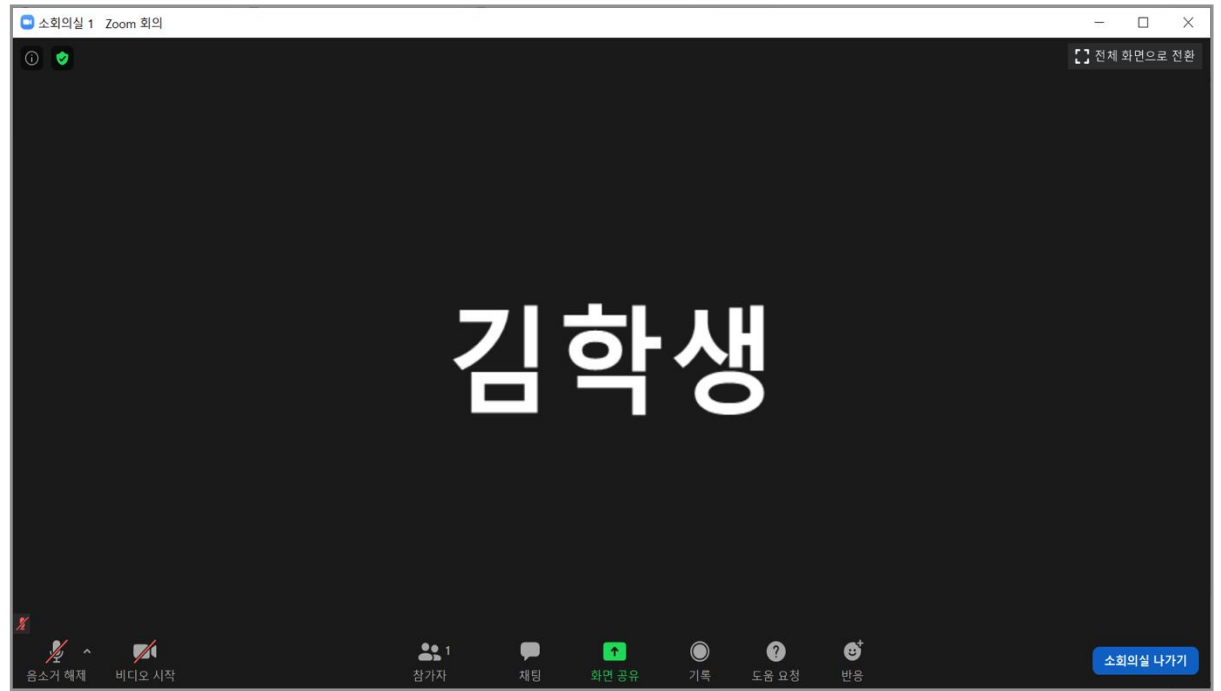 소회의실 1 Zoom 회의
전체 화면으로 전환
김학생
음소거 해제
비디오 시작
1
참가자
채팅
화면 공유
기록
도움 요청
반응
소회의실 나가기